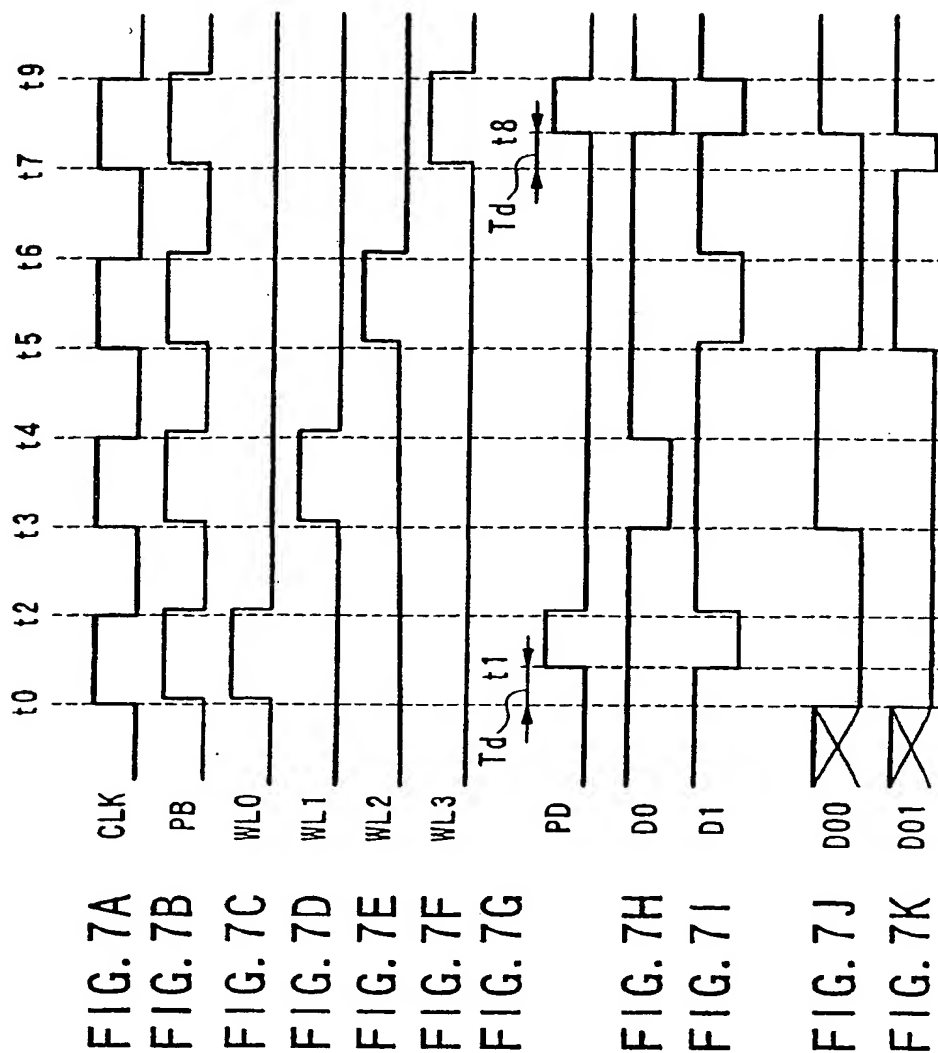 t0 t2 t3 t4 t5 t6 t7 t9
FIG. 7A CLK
FIG. 7B PB
FIG. 7C WL0
FIG. 7D WL1
FIG. 7E WL2
FIG. 7F WL3
FIG. 7G PD
Td t1 Td t8
FIG. 7H D0
FIG. 7I D1
FIG. 7J D00
FIG. 7K D01